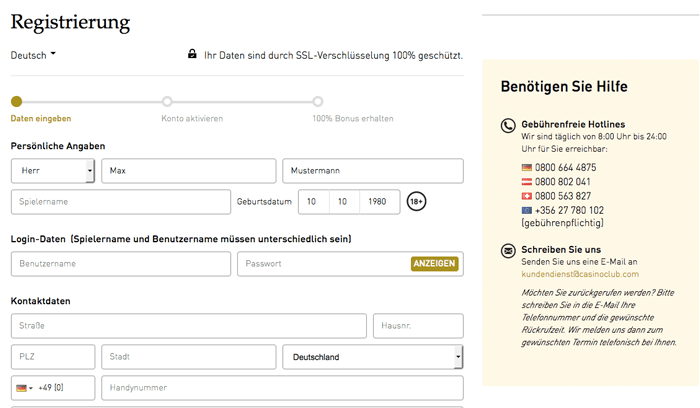 Registrierung
Deutsch
Ihr Daten sind durch SSL-Verschlüsselung 100% geschützt.
Daten eingeben
Konto aktivieren
100% Bonus erhalten
Persönliche Angaben
Herr
Max
Mustermann
Spielername
Geburtsdatum
10
10
1980
18+
Login-Daten (Spielername und Benutzername müssen unterschiedlich sein)
Benutzername
Passwort
ANZEIGEN
Kontaktdaten
Straße
Hausnr.
PLZ
Stadt
Deutschland
+49 (0)
Handynummer
Benötigen Sie Hilfe
Gebührenfreie Hotlines
Wir sind täglich von 8:00 Uhr bis 24:00
Uhr für Sie erreichbar:
0800 664 4875
0800 802 041
0800 563 827
+356 27 780 102
(gebührenpflichtig)
Schreiben Sie uns
Senden Sie uns eine E-Mail an
kundendienst@casinoclub.com
Möchten Sie zurückgerufen werden? Bitte
schreiben Sie in die E-Mail Ihre
Telefonnummer und die gewünschte
Rückrufzeit. Wir melden uns dann zum
gewünschten Termin telefonisch bei Ihnen.